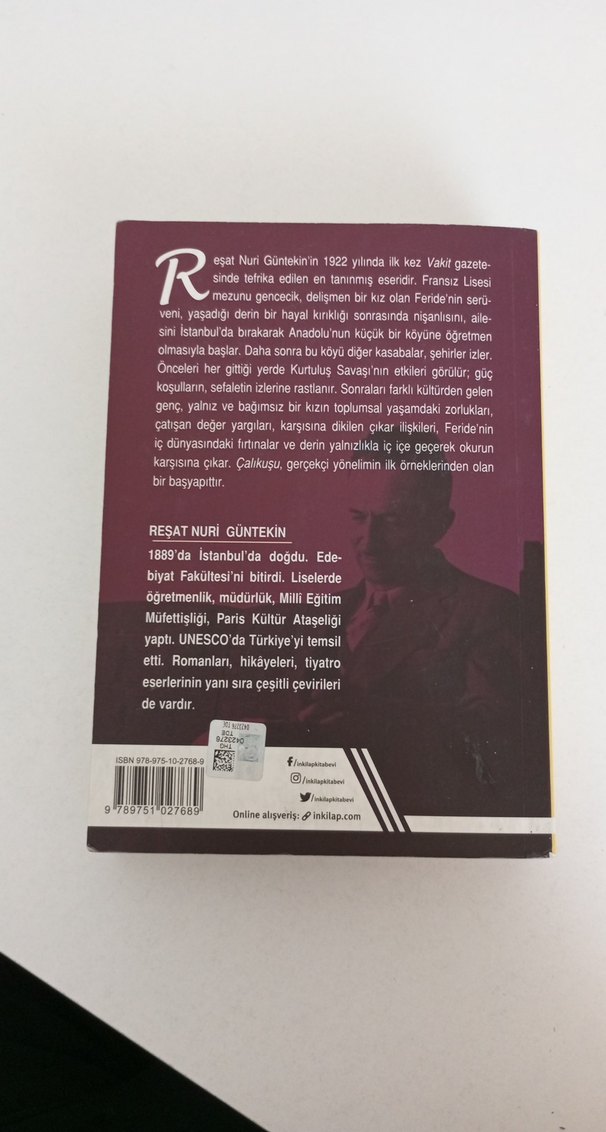 Reşat Nuri Güntekin'in 1922 yılında ilk kez Vakit gazete-
sinde tefrika edilen en tanınmış eseridir. Fransız Lisesi
mezunu gencecik, delişmen bir kız olan Feride'nin serü-
veni, yaşadığı derin bir hayal kırıklığı sonrasında nişanlısını, aile-
sini İstanbul'da bırakarak Anadolu'nun küçük bir köyüne öğretmen
olmasıyla başlar. Daha sonra bu köyü diğer kasabalar, şehirler izler.
Önceleri her gittiği yerde Kurtuluş Savaşı'nın etkileri görülür; güç
koşulların, sefaletin izlerine rastlanır. Sonraları farklı kültürden gelen
genç, yalnız ve bağımsız bir kızın toplumsal yaşamdaki zorlukları,
çatışan değer yargıları, karşısına dikilen çıkar ilişkileri, Feride'nin
iç dünyasındaki fırtınalar ve derin yalnızlıkla iç içe geçerek okurun
karşısına çıkar. Çalıkuşu, gerçekçi yönelimin ilk örneklerinden olan
bir başyapıttır.
REŞAT NURİ GÜNTEKİN
1889'da İstanbul'da doğdu. Ede-
biyat Fakültesi'ni bitirdi. Liselerde
öğretmenlik, müdürlük, Millî Eğitim
Müfettişliği, Paris Kültür Ataşeliği
yaptı. UNESCO'da Türkiye'yi temsil
etti. Romanları, hikâyeleri, tiyatro
eserlerinin yanı sıra çeşitli çevirileri
de vardır.
0423278 TDE
TDE
0423278
THG
ISBN 978-975-10-2768-9
9 789751 027689
/inkilapkitabevi
/inkilapkitabevi
/inkilapkitabevi
Online alışveriş: inkilap.com